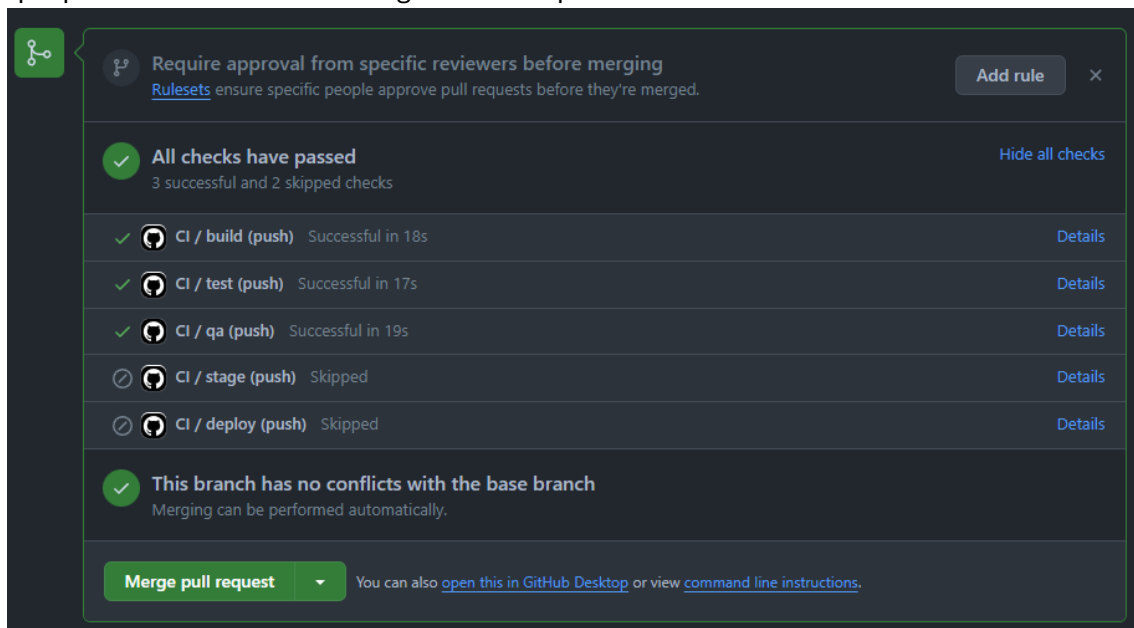 Require approval from specific reviewers before merging
Add rule
Rulesets ensure specific people approve pull requests before they're merged.
All checks have passed
Hide all checks
3 successful and 2 skipped checks
CI / build (push) Successful in 18s Details
CI / test (push) Successful in 17s Details
CI / qa (push) Successful in 19s Details
CI / stage (push) Skipped Details
CI / deploy (push) Skipped Details
This branch has no conflicts with the base branch
Merging can be performed automatically.
Merge pull request You can also open this in GitHub Desktop or view command line instructions.